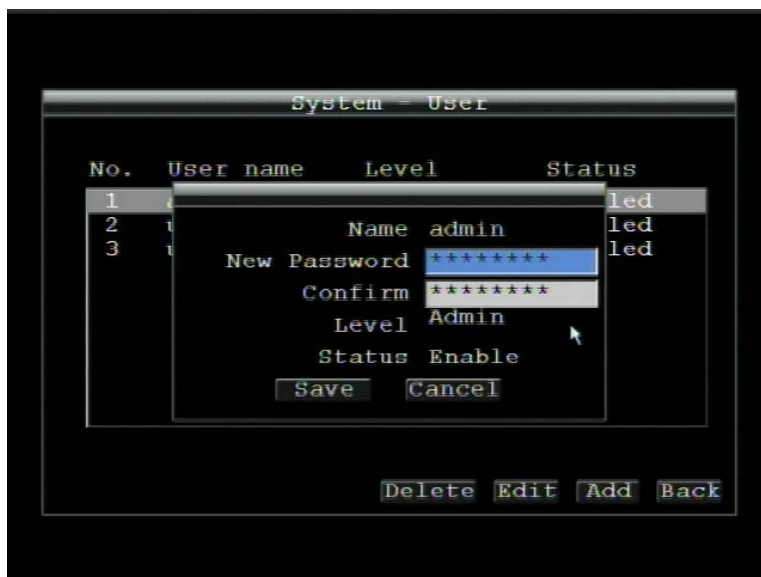 System - User
No. User name Level Status
1 led
2 led
3 led
Name admin
New Password ********
Confirm ********
Level Admin
Status Enable
Save Cancel
Delete Edit Add Back